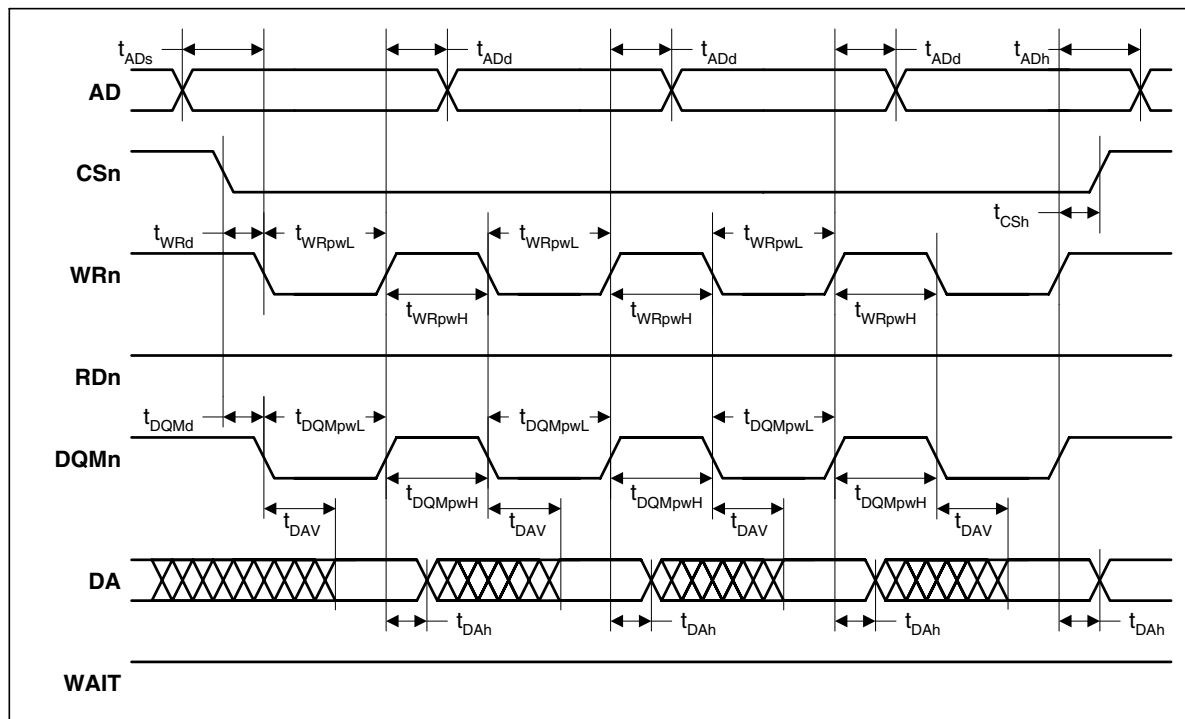 tADs tADd tADd tADd tADh
AD
CSn
tCSh
tWRd tWRpwL tWRpwL tWRpwL
WRn
tWRpwH tWRpwH tWRpwH
RDn
tDQMd tDQMpwL tDQMpwL tDQMpwL
DQMn
tDQMpwH tDQMpwH tDQMpwH
tDAV tDAV tDAV tDAV
DA
tDAh tDAh tDAh tDAh
WAIT